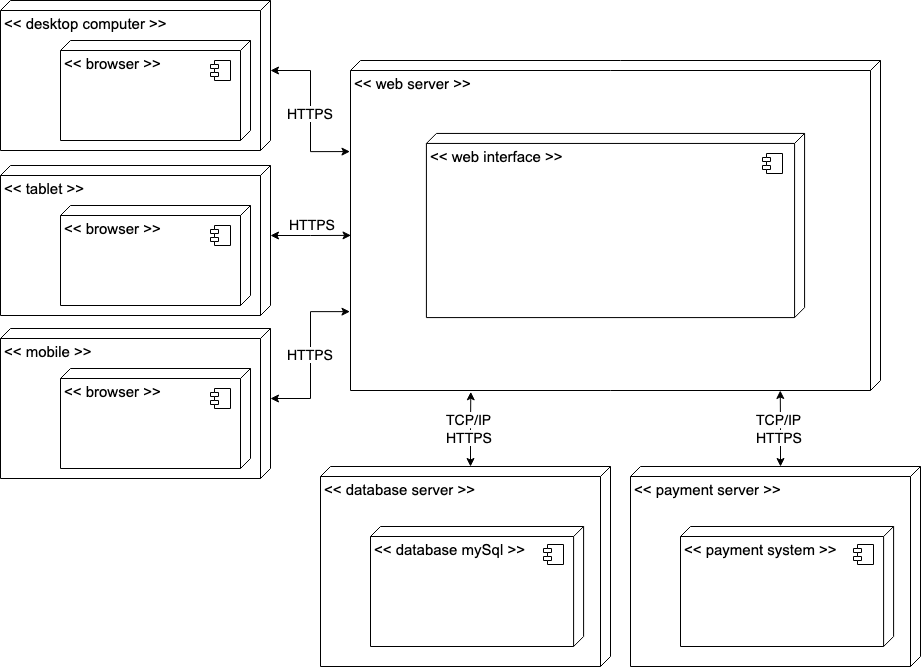 << desktop computer >>
<< browser >>
HTTPS
<< web server >>
<< web interface >>
<< tablet >>
<< browser >>
HTTPS
<< mobile >>
<< browser >>
HTTPS
TCP/IP
HTTPS
TCP/IP
HTTPS
<< database server >>
<< database mySql >>
<< payment server >>
<< payment system >>